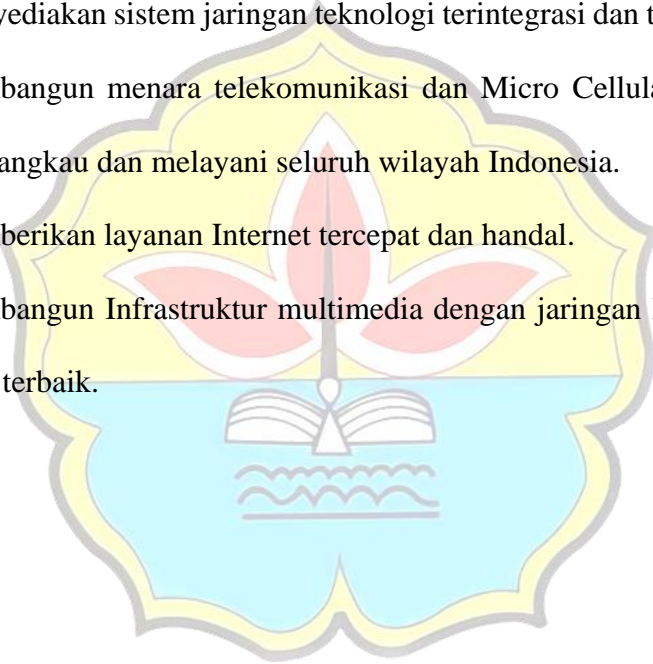 yediakan sistem jaringan teknologi terintegrasi dan t
bangun menara telekomunikasi dan Micro Cellula
angkau dan melayani seluruh wilayah Indonesia.
berikan layanan Internet tercepat dan handal.
bangun Infrastruktur multimedia dengan jaringan
terbaik.